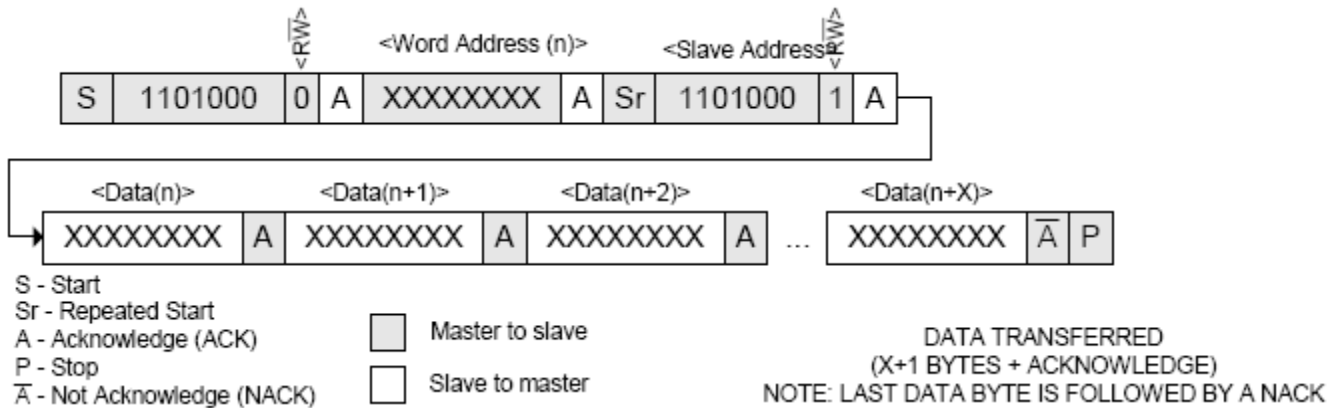 <RW̅> <Word Address (n)> <Slave Address> <RW̅>
S 1101000 0 A XXXXXXXX A Sr 1101000 1 A
<Data(n)> <Data(n+1)> <Data(n+2)> <Data(n+X)>
XXXXXXXX A XXXXXXXX A XXXXXXXX A ... XXXXXXXX A̅ P
S - Start
Sr - Repeated Start
A - Acknowledge (ACK)
P - Stop
A̅ - Not Acknowledge (NACK)
Master to slave
Slave to master
DATA TRANSFERRED
(X+1 BYTES + ACKNOWLEDGE)
NOTE: LAST DATA BYTE IS FOLLOWED BY A NACK